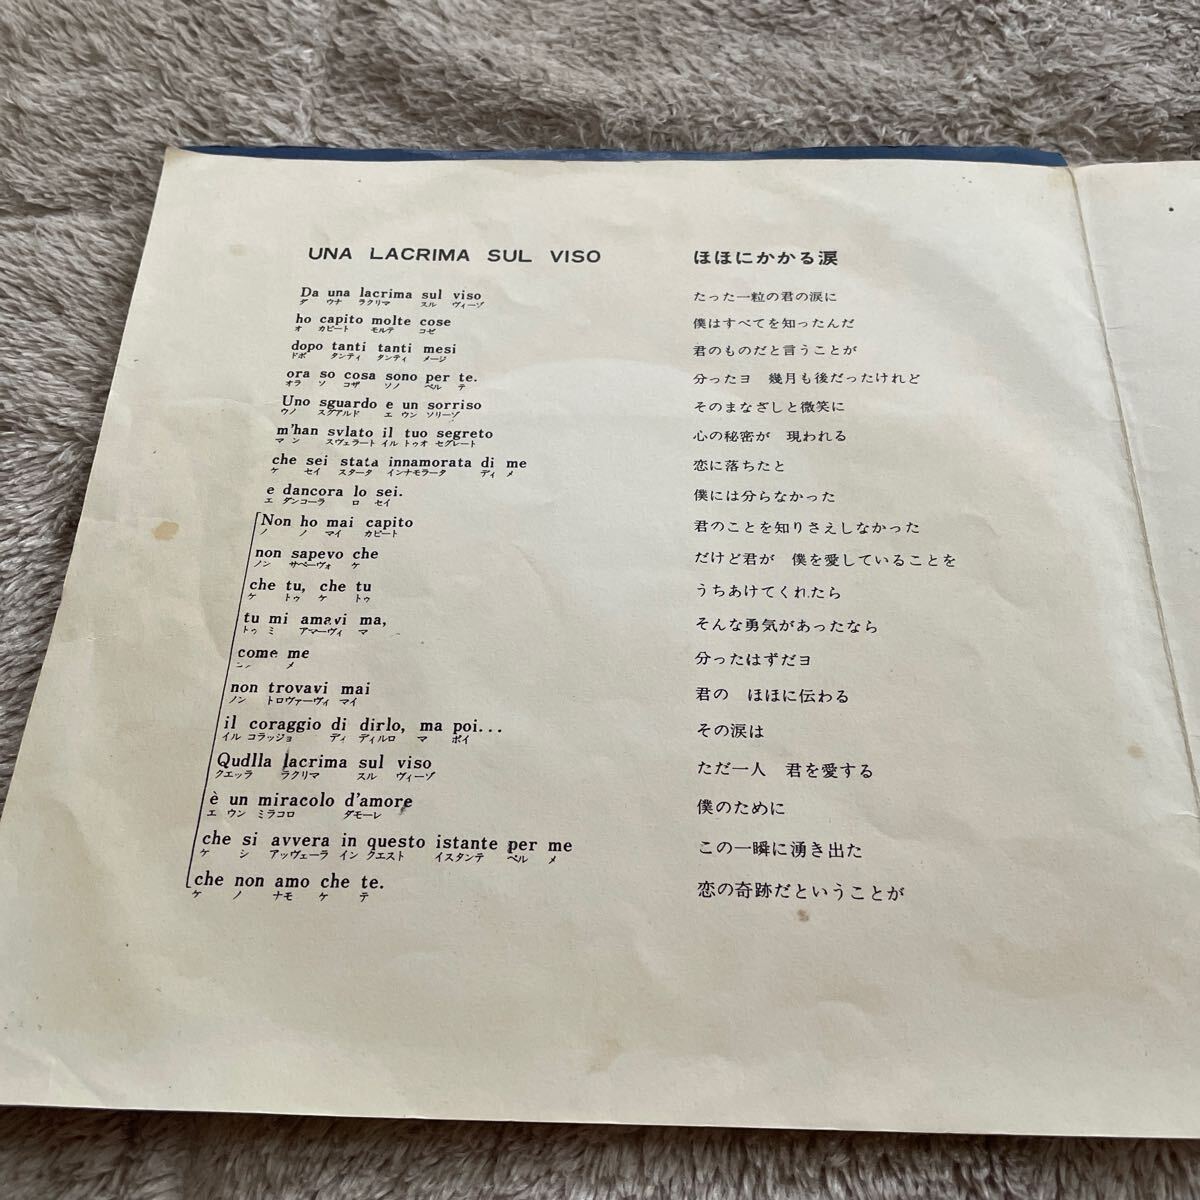 UNA LACRIMA SUL VISO
Da una lacrima sul viso
ダ ウナ ラクリマ スル ヴィーゾ
ho capito molte cose
オ カピート モルテ コゼ
dopo tanti tanti mesi
ドポ タンティ タンティ メージ
ora so cosa sono per te.
オラ ソ コザ ソノ ペル テ
Uno sguardo e un sorriso
ウノ スグアルド エ ウン ソリーゾ
m'han svlato il tuo segreto
マン スヴェラート イル トゥオ セグレート
che sei stata innamorata di me
ケ セイ スタータ インナモラータ ディ メ
e dancora lo sei.
エ ダンコーラ ロ セイ
Non ho mai capito
ノ ノ マイ カピート
non sapevo che
ノン サペーヴォ ケ
che tu, che tu
ケ トゥ ケ トゥ
tu mi amavi ma,
トゥ ミ アマーヴィ マ
come me
メ
non trovavi mai
ノン トロヴァーヴィ マイ
il coraggio di dirlo, ma poi...
イル コラッジョ ディ ディルロ マ ポイ
Qudlla lacrima sul viso
クエッラ ラクリマ スル ヴィーゾ
è un miracolo d'amore
エ ウン ミラコロ ダモーレ
che si avvera in questo istante per me
ケ シ アッヴェーラ イン クエスト イスタンテ ペル メ
che non amo che te.
ケ ノ ナモ ケ テ
ほほにかかる涙
たった一粒の君の涙に
僕はすべてを知ったんだ
君のものだと言うことが
分ったヨ 幾月も後だったけれど
そのまなざしと微笑に
心の秘密が 現われる
恋に落ちたと
僕には分らなかった
君のことを知りさえしなかった
だけど君が 僕を愛していることを
うちあけてくれたら
そんな勇気があったなら
分ったはずだヨ
君の ほほに伝わる
その涙は
ただ一人 君を愛する
僕のために
この一瞬に湧き出た
恋の奇跡だということが